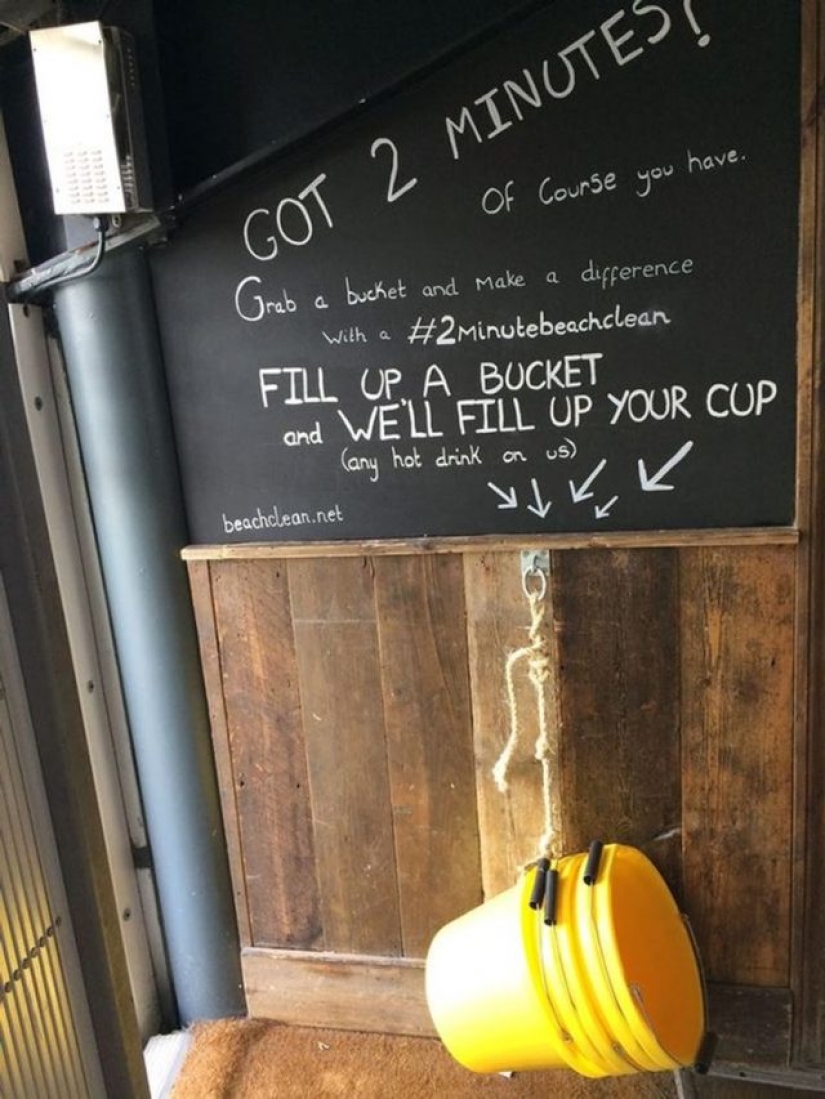 GOT 2 MINUTES?
Of Course you have.
Grab a bucket and make a difference
with a #2minutebeachclean
FILL UP A BUCKET
and WE'LL FILL UP YOUR CUP
(any hot drink on us)
beachclean.net